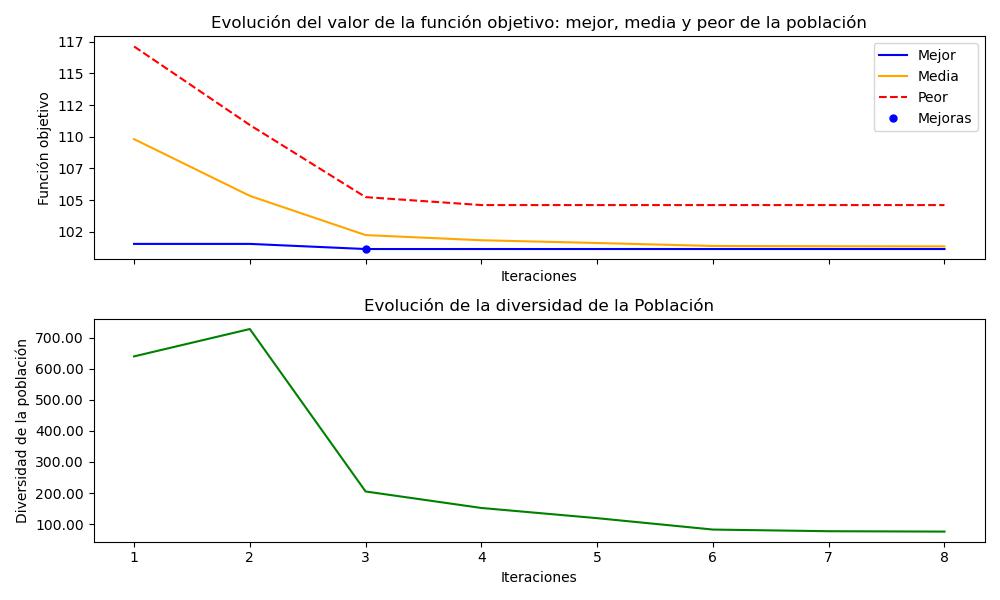 Evolución del valor de la función objetivo: mejor, media y peor de la población
117
115
112
110
107
105
102
Función objetivo
Mejor
Media
Peor
Mejoras
Iteraciones
Evolución de la diversidad de la Población
700.00
600.00
500.00
400.00
300.00
200.00
100.00
Diversidad de la población
1 2 3 4 5 6 7 8
Iteraciones